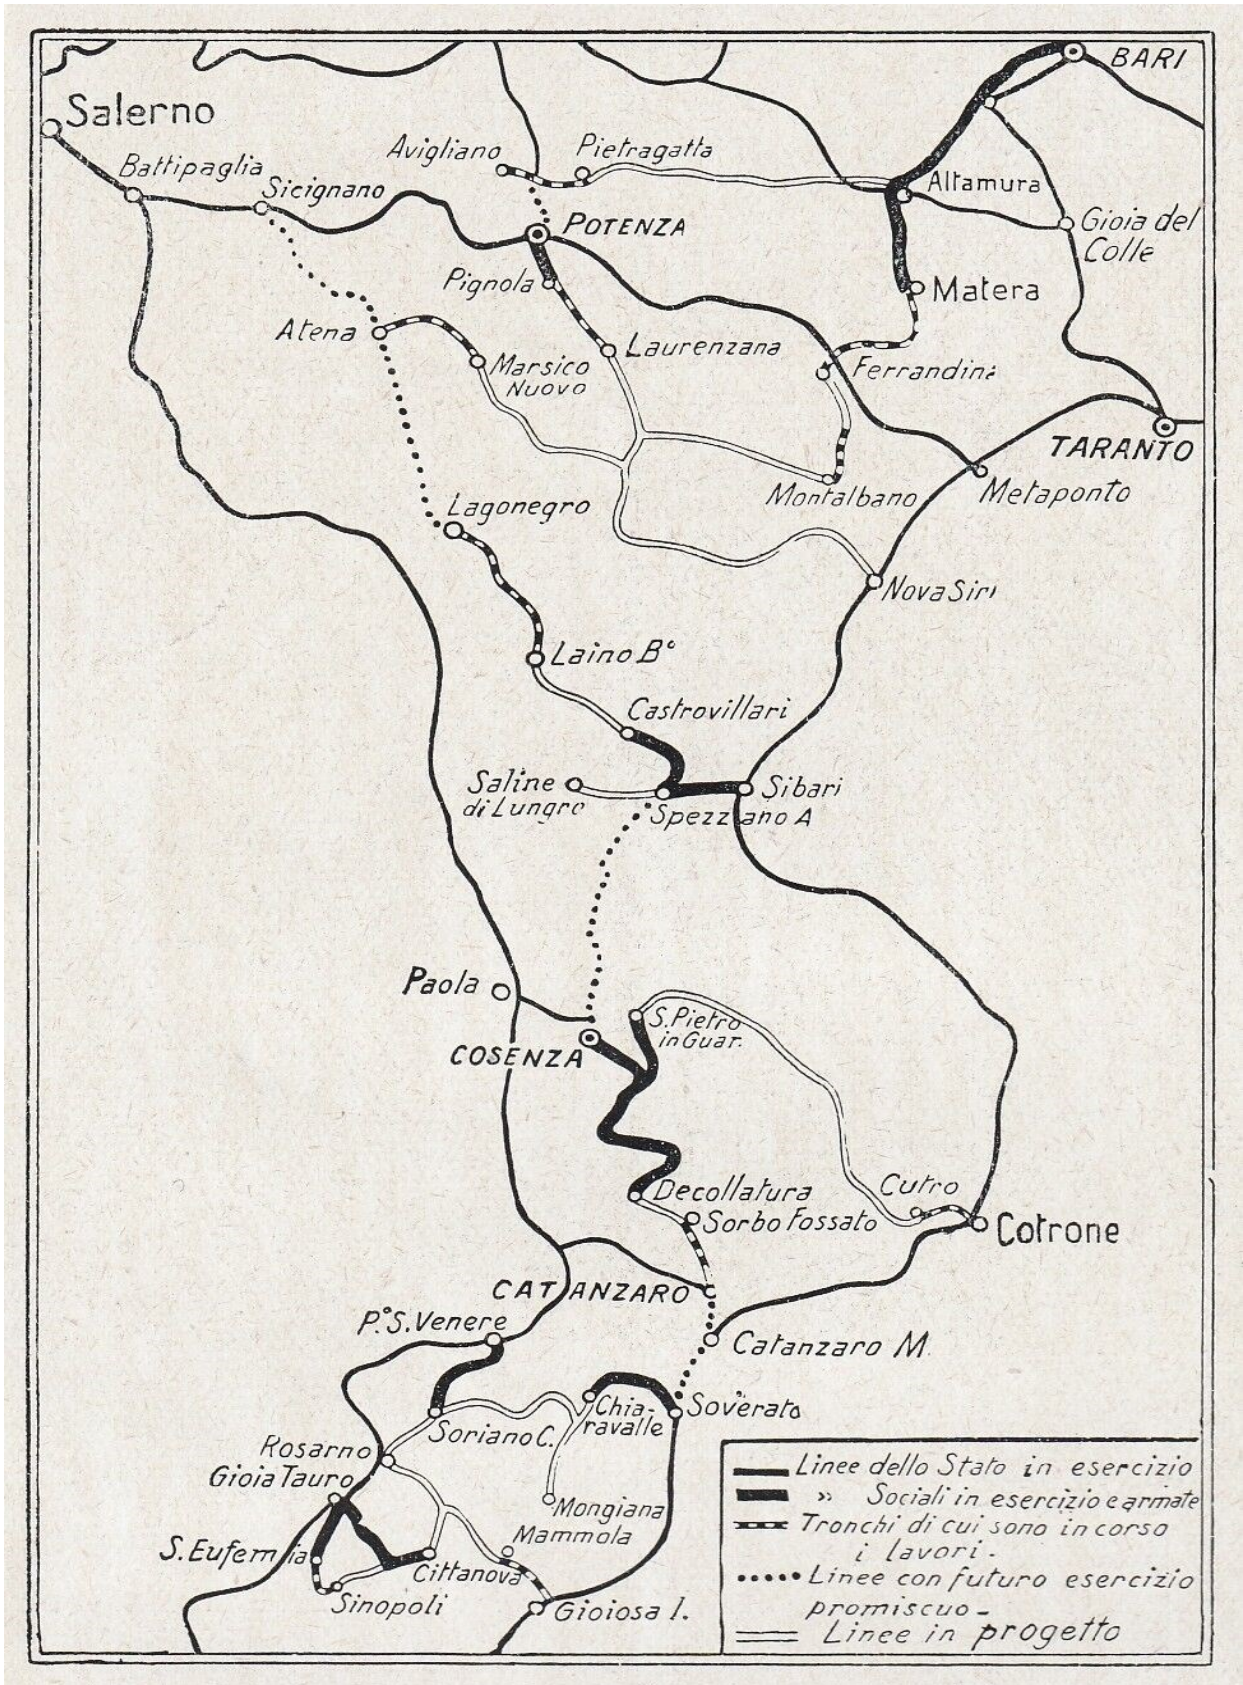 BARI
Salerno
Battipaglia
Sicignano
Avigliano
Pietragatta
Altamura
Gioia del
Colle
POTENZA
Pignola
Matera
Atena
Marsico
Nuovo
Laurenzana
Ferrandina
TARANTO
Metaponto
Montalbano
Lagonegro
Nova Siri
Laino B°
Castrovillari
Saline
di Lungro
Sibari
Spezzano A
Paola
S. Pietro
in Guar.
COSENZA
Decollatura
Cutro
Sorbo Fossato
Cotrone
CATANZARO
P.° S. Venere
Catanzaro M.
Chia-
ravalle
Soverato
Soriano C.
Rosarno
Gioia Tauro
Mongiana
Mammola
S. Eufemia
Cittanova
Sinopoli
Gioiosa I.
Linee dello Stato in esercizio
» Sociali in esercizio e armate
Tronchi di cui sono in corso
i lavori.
Linee con futuro esercizio
promiscuo-
Linee in progetto